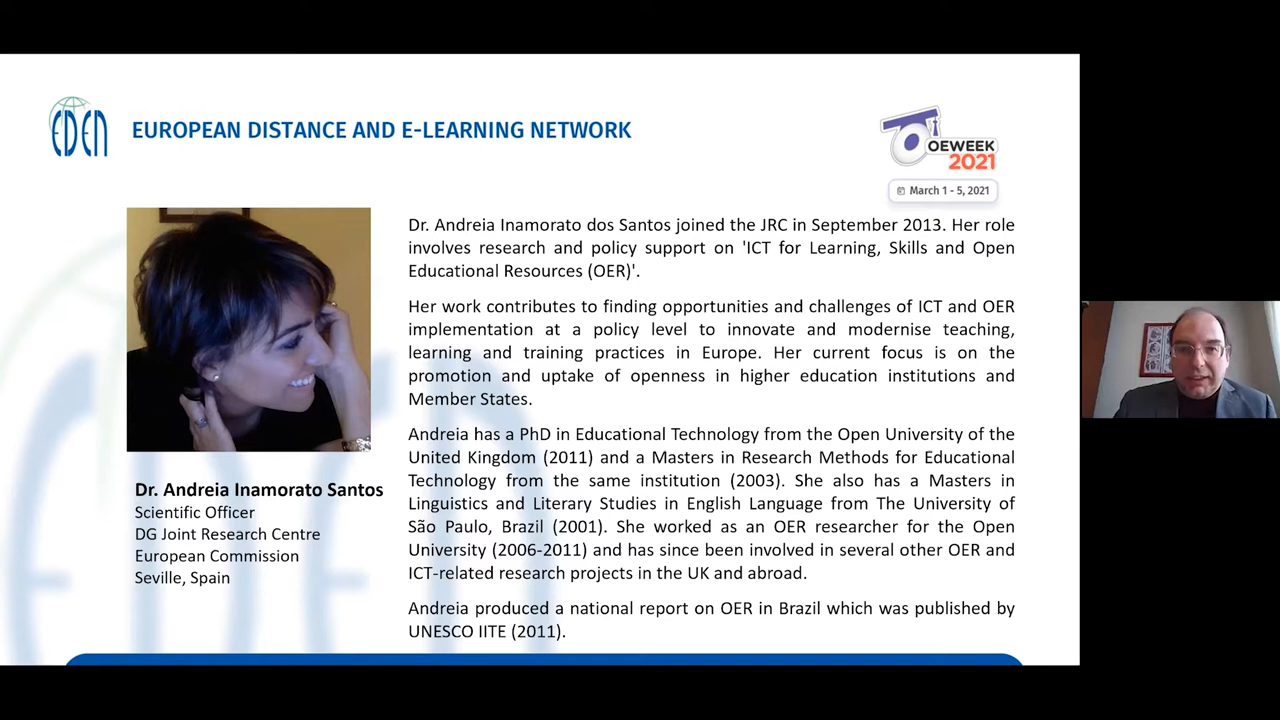 EDEN
EUROPEAN DISTANCE AND E-LEARNING NETWORK
OEWEEK
2021
March 1 - 5, 2021
Dr. Andreia Inamorato dos Santos joined the JRC in September 2013. Her role
involves research and policy support on 'ICT for Learning, Skills and Open
Educational Resources (OER)'.
Her work contributes to finding opportunities and challenges of ICT and OER
implementation at a policy level to innovate and modernise teaching,
learning and training practices in Europe. Her current focus is on the
promotion and uptake of openness in higher education institutions and
Member States.
Andreia has a PhD in Educational Technology from the Open University of the
United Kingdom (2011) and a Masters in Research Methods for Educational
Technology from the same institution (2003). She also has a Masters in
Linguistics and Literary Studies in English Language from The University of
São Paulo, Brazil (2001). She worked as an OER researcher for the Open
University (2006-2011) and has since been involved in several other OER and
ICT-related research projects in the UK and abroad.
Andreia produced a national report on OER in Brazil which was published by
UNESCO IITE (2011).
Dr. Andreia Inamorato Santos
Scientific Officer
DG Joint Research Centre
European Commission
Seville, Spain